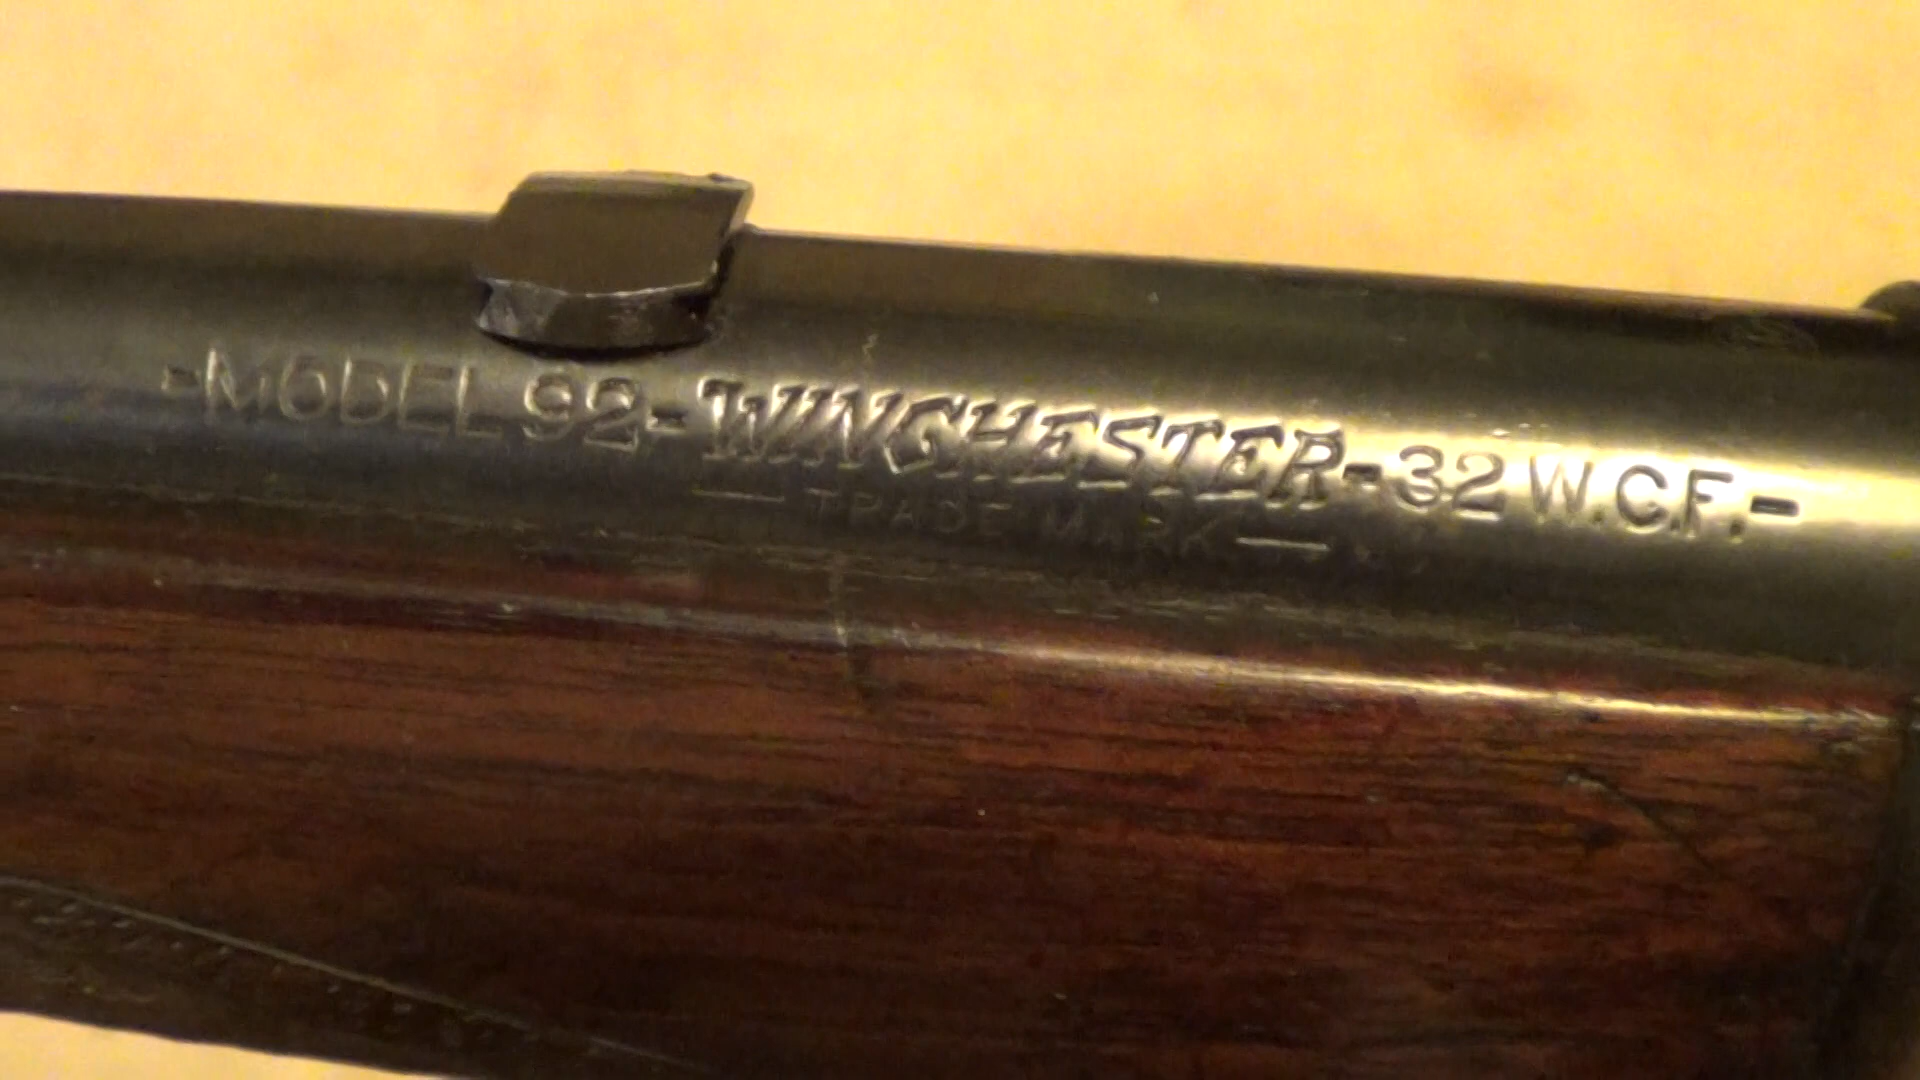 -MODEL 92-WINCHESTER-32 W.C.F.-
— TRADE MARK —